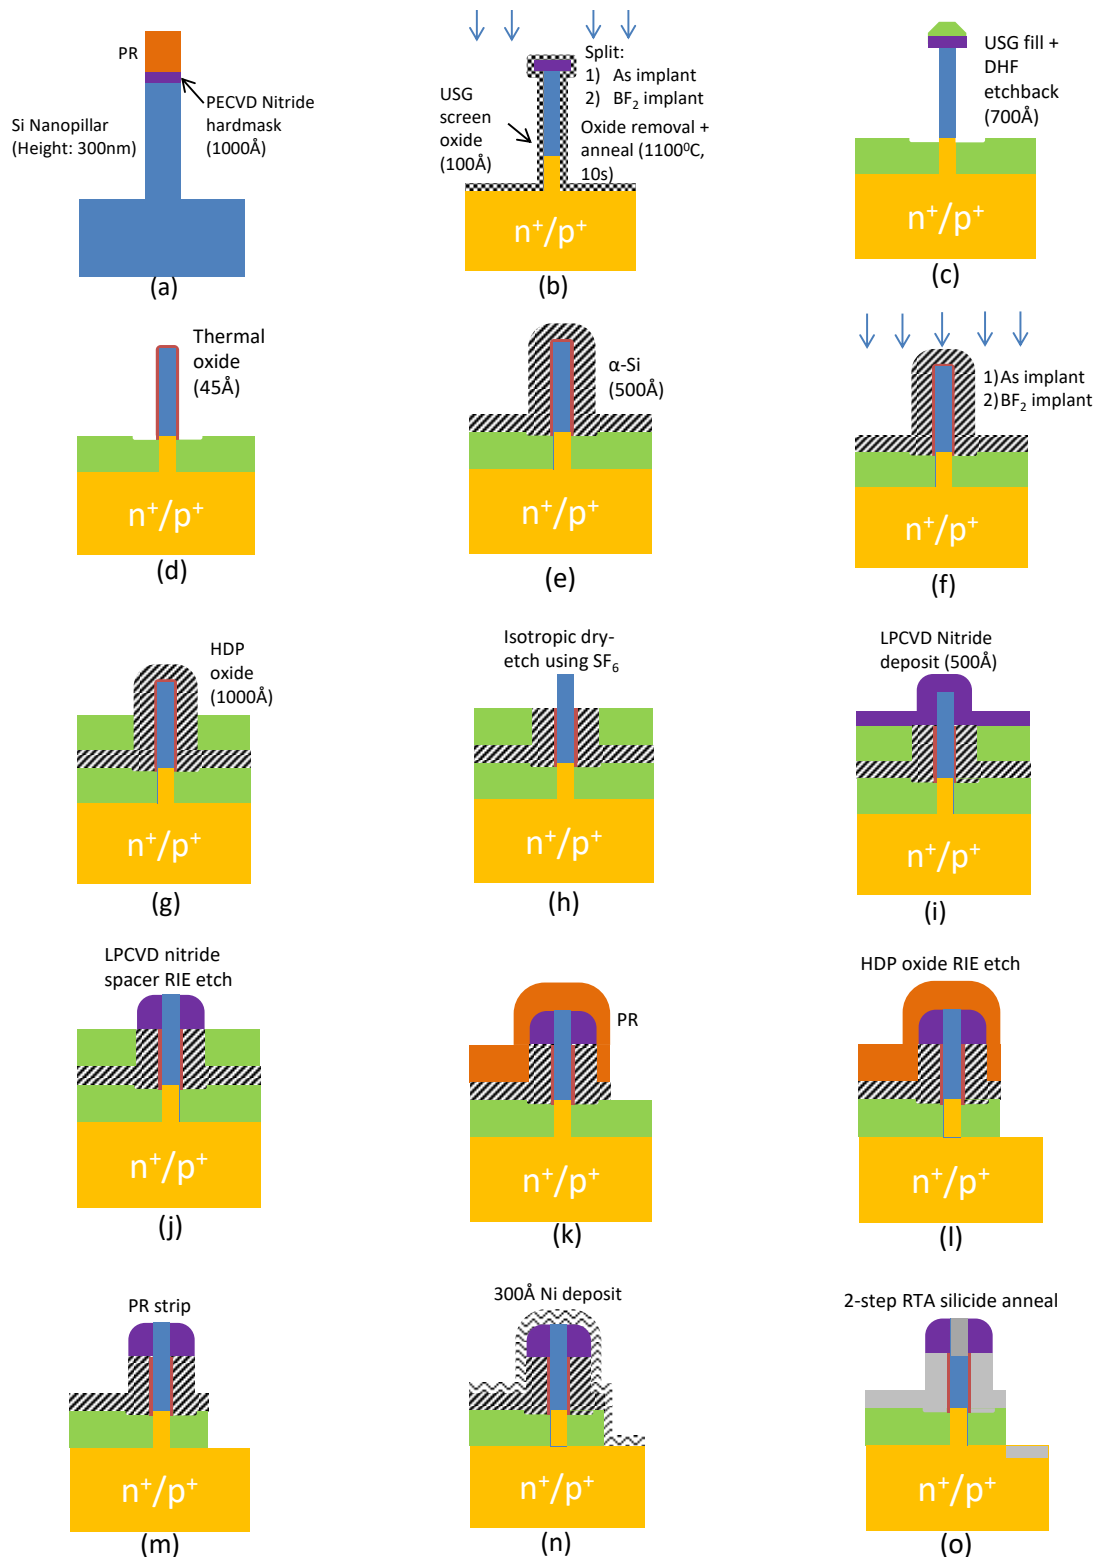 PR
PECVD Nitride
hardmask
(1000Å)
Si Nanopillar
(Height: 300nm)
(a)
Split:
1) As implant
2) BF₂ implant
USG
screen
oxide
(100Å)
Oxide removal +
anneal (1100⁰C,
10s)
n⁺/p⁺
(b)
USG fill +
DHF
etchback
(700Å)
n⁺/p⁺
(c)
Thermal
oxide
(45Å)
n⁺/p⁺
(d)
α-Si
(500Å)
n⁺/p⁺
(e)
1) As implant
2) BF₂ implant
n⁺/p⁺
(f)
HDP
oxide
(1000Å)
n⁺/p⁺
(g)
Isotropic dry-
etch using SF₆
n⁺/p⁺
(h)
LPCVD Nitride
deposit (500Å)
n⁺/p⁺
(i)
LPCVD nitride
spacer RIE etch
n⁺/p⁺
(j)
PR
n⁺/p⁺
(k)
HDP oxide RIE etch
n⁺/p⁺
(l)
PR strip
n⁺/p⁺
(m)
300Å Ni deposit
n⁺/p⁺
(n)
2-step RTA silicide anneal
n⁺/p⁺
(o)